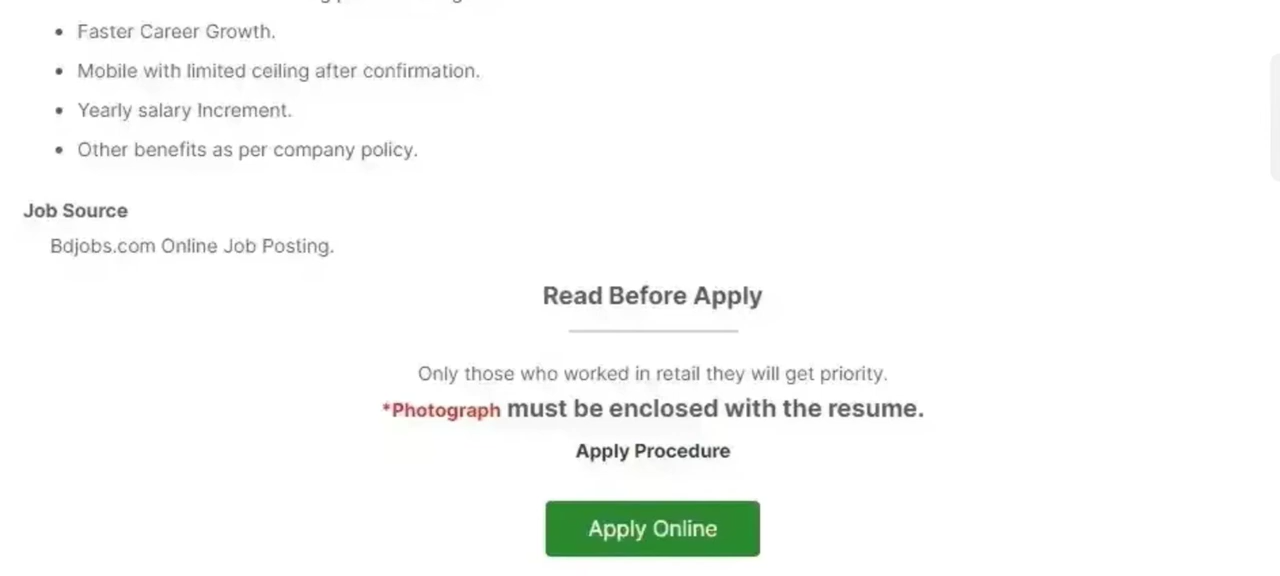 Faster Career Growth.
Mobile with limited ceiling after confirmation.
Yearly salary Increment.
Other benefits as per company policy.
Job Source
Bdjobs.com Online Job Posting.
Read Before Apply
Only those who worked in retail they will get priority.
*Photograph must be enclosed with the resume.
Apply Procedure
Apply Online